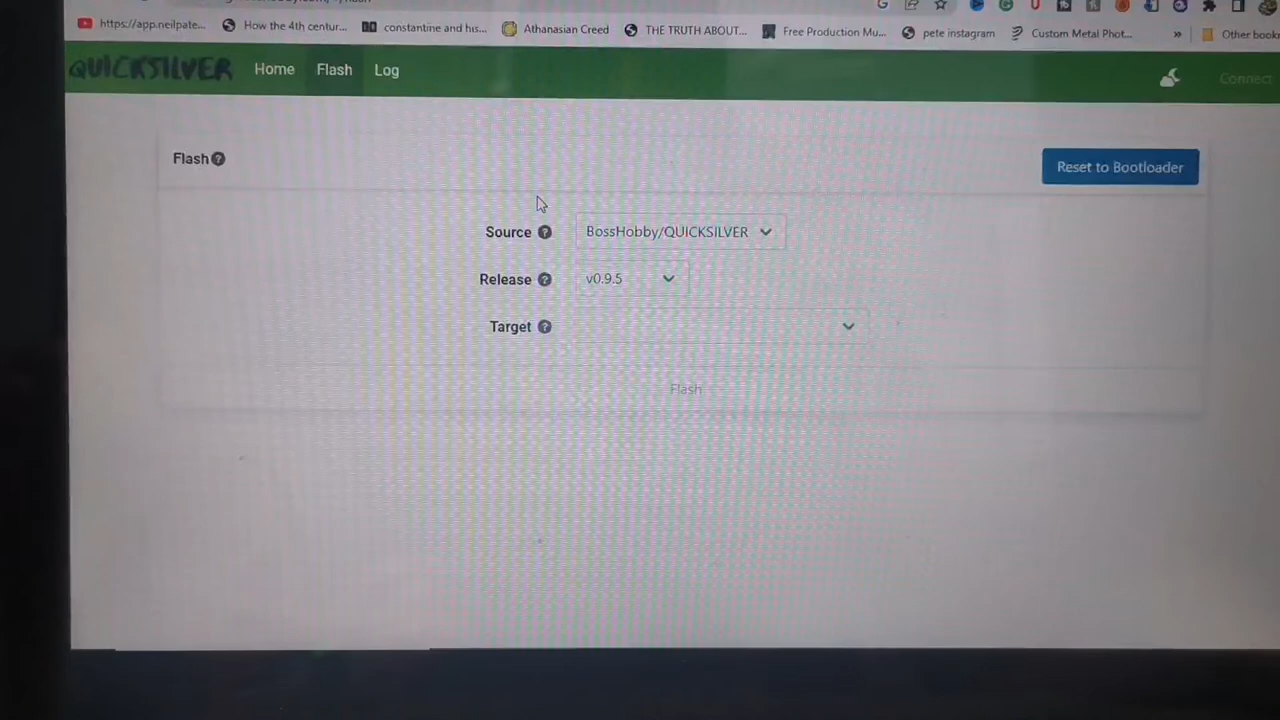 https://app.neilpate... How the 4th centur... constantine and his... Athanasian Creed THE TRUTH ABOUT... Free Production Mu... pete instagram Custom Metal Phot... » Other book
QUICKSILVER Home Flash Log Connect
Flash ? Reset to Bootloader
Source ? BossHobby/QUICKSILVER
Release ? v0.9.5
Target ?
Flash